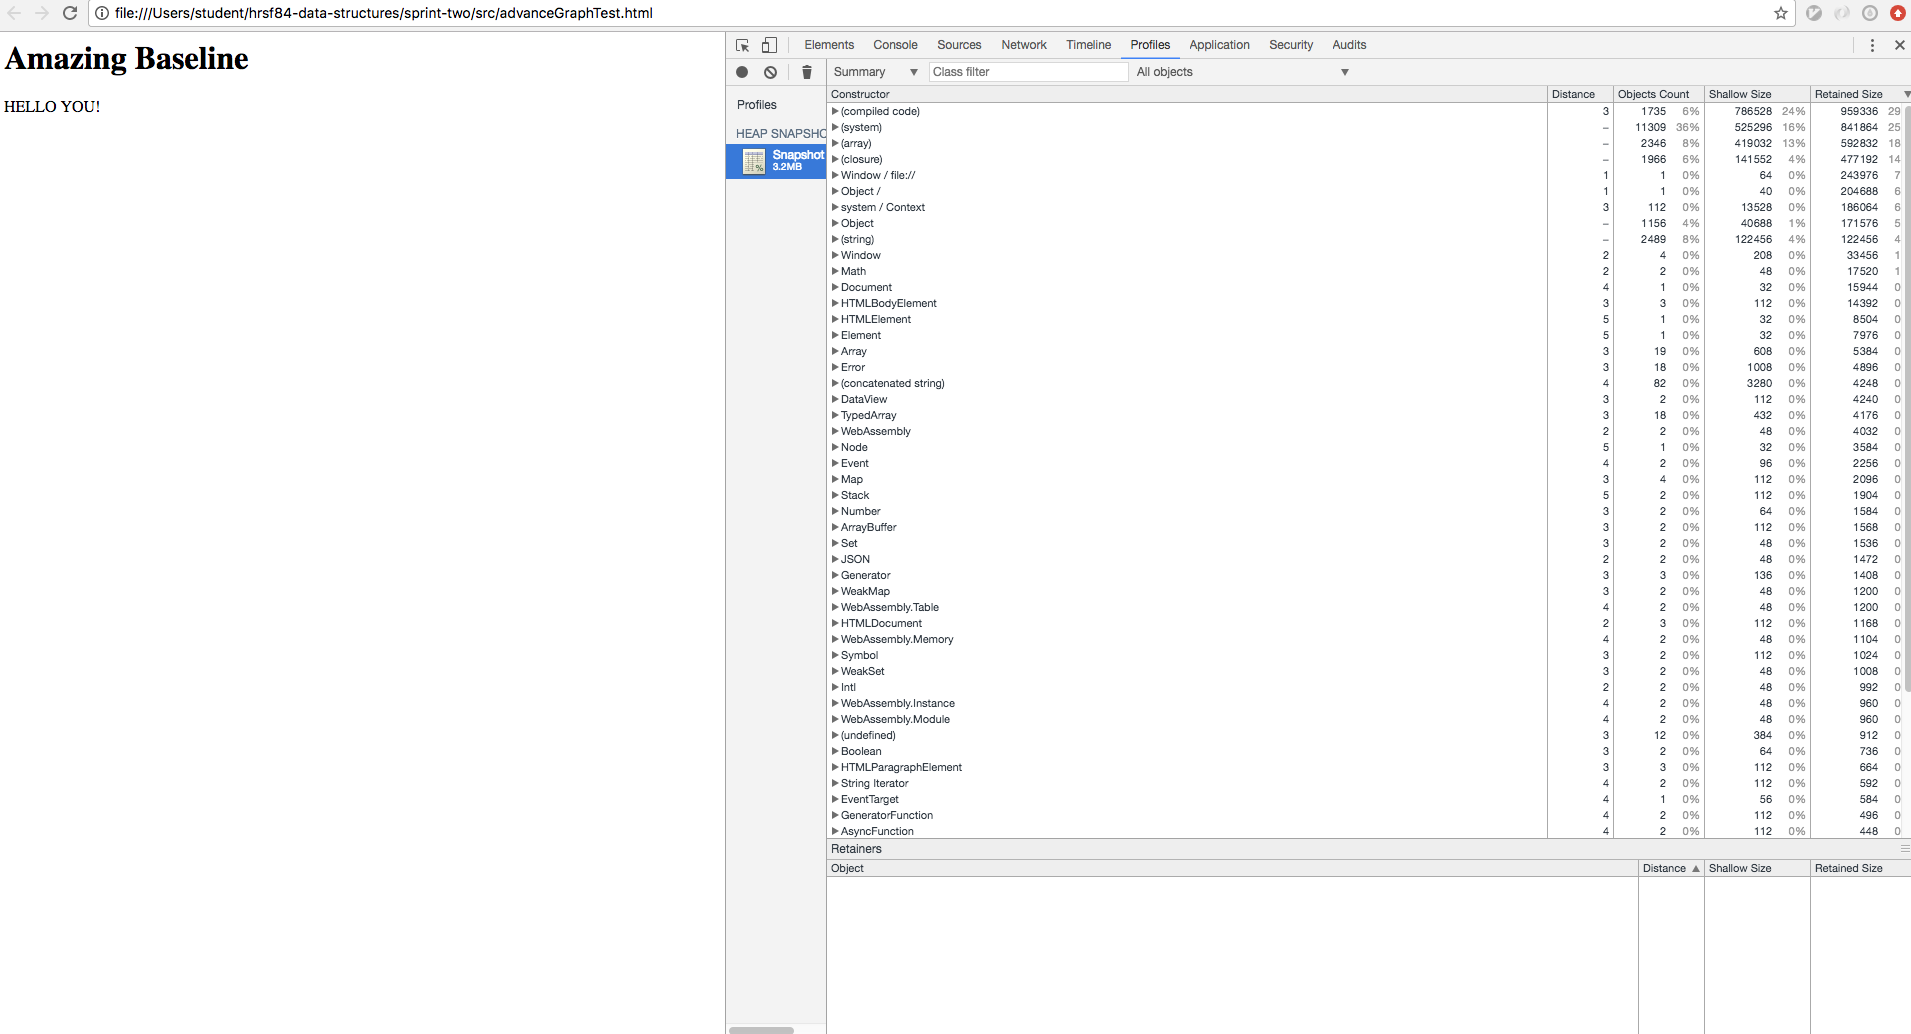 file:///Users/student/hrsf84-data-structures/sprint-two/src/advanceGraphTest.html
Amazing Baseline
HELLO YOU!
Elements Console Sources Network Timeline Profiles Application Security Audits
Summary Class filter All objects
Profiles
HEAP SNAPSHO
Snapshot
3.2MB
Constructor Distance Objects Count Shallow Size Retained Size
(compiled code) 3 1735 6% 786528 24% 959336 29
(system) – 11309 36% 525296 16% 841864 25
(array) – 2346 8% 419032 13% 592832 18
(closure) – 1966 6% 141552 4% 477192 14
Window / file:// 1 1 0% 64 0% 243976 7
Object / 1 1 0% 40 0% 204688 6
system / Context 3 112 0% 13528 0% 186064 6
Object – 1156 4% 40688 1% 171576 5
(string) – 2489 8% 122456 4% 122456 4
Window 2 4 0% 208 0% 33456 1
Math 2 2 0% 48 0% 17520 1
Document 4 1 0% 32 0% 15944 0
HTMLBodyElement 3 3 0% 112 0% 14392 0
HTMLElement 5 1 0% 32 0% 8504 0
Element 5 1 0% 32 0% 7976 0
Array 3 19 0% 608 0% 5384 0
Error 3 18 0% 1008 0% 4896 0
(concatenated string) 4 82 0% 3280 0% 4248 0
DataView 3 2 0% 112 0% 4240 0
TypedArray 3 18 0% 432 0% 4176 0
WebAssembly 2 2 0% 48 0% 4032 0
Node 5 1 0% 32 0% 3584 0
Event 4 2 0% 96 0% 2256 0
Map 3 4 0% 112 0% 2096 0
Stack 5 2 0% 112 0% 1904 0
Number 3 2 0% 64 0% 1584 0
ArrayBuffer 3 2 0% 112 0% 1568 0
Set 3 2 0% 48 0% 1536 0
JSON 2 2 0% 48 0% 1472 0
Generator 3 3 0% 136 0% 1408 0
WeakMap 3 2 0% 48 0% 1200 0
WebAssembly.Table 4 2 0% 48 0% 1200 0
HTMLDocument 2 3 0% 112 0% 1168 0
WebAssembly.Memory 4 2 0% 48 0% 1104 0
Symbol 3 2 0% 112 0% 1024 0
WeakSet 3 2 0% 48 0% 1008 0
Intl 2 2 0% 48 0% 992 0
WebAssembly.Instance 4 2 0% 48 0% 960 0
WebAssembly.Module 4 2 0% 48 0% 960 0
(undefined) 3 12 0% 384 0% 912 0
Boolean 3 2 0% 64 0% 736 0
HTMLParagraphElement 3 3 0% 112 0% 664 0
String Iterator 4 2 0% 112 0% 592 0
EventTarget 4 1 0% 56 0% 584 0
GeneratorFunction 4 2 0% 112 0% 496 0
AsyncFunction 4 2 0% 112 0% 448 0
Retainers
Object Distance Shallow Size Retained Size